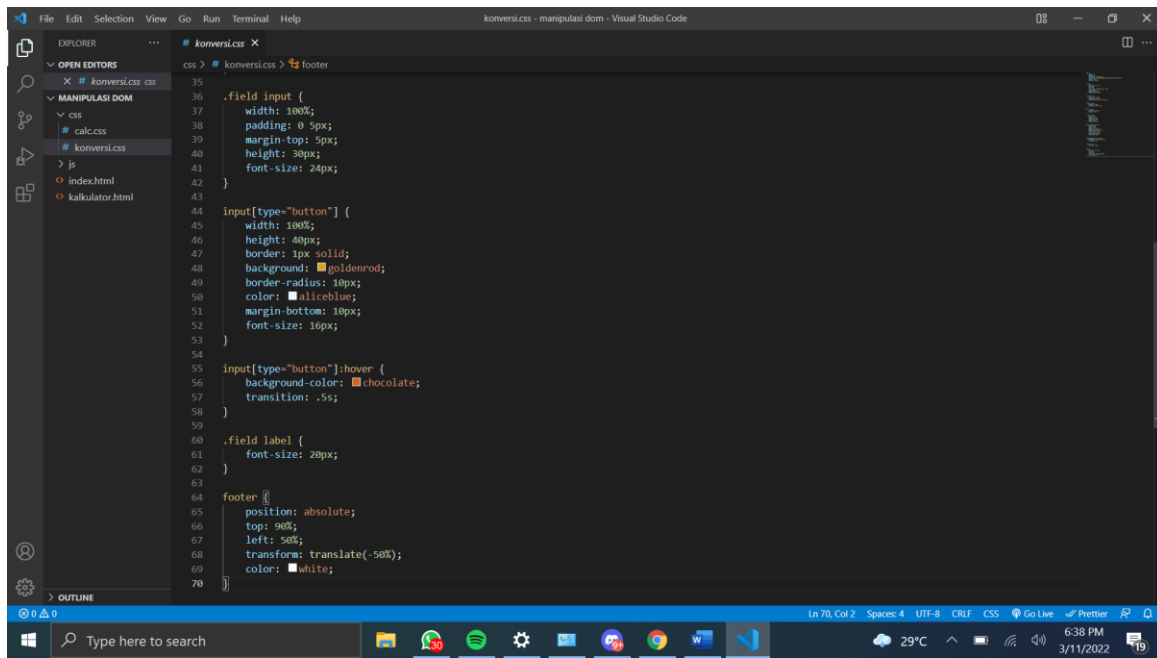 File Edit Selection View Go Run Terminal Help
konversi.css - manipulasi dom - Visual Studio Code
EXPLORER
OPEN EDITORS
# konversi.css css
MANIPULASI DOM
css
# calc.css
# konversi.css
js
index.html
kalkulator.html
OUTLINE
# konversi.css
css > # konversi.css > footer
35
36 .field input {
37 width: 100%;
38 padding: 0 5px;
39 margin-top: 5px;
40 height: 30px;
41 font-size: 24px;
42 }
43
44 input[type="button"] {
45 width: 100%;
46 height: 40px;
47 border: 1px solid;
48 background: goldenrod;
49 border-radius: 10px;
50 color: aliceblue;
51 margin-bottom: 10px;
52 font-size: 16px;
53 }
54
55 input[type="button"]:hover {
56 background-color: chocolate;
57 transition: .5s;
58 }
59
60 .field label {
61 font-size: 20px;
62 }
63
64 footer {
65 position: absolute;
66 top: 90%;
67 left: 50%;
68 transform: translate(-50%);
69 color: white;
70 }
0 0
Ln 70, Col 2 Spaces: 4 UTF-8 CRLF CSS Go Live Prettier
Type here to search
30
9+
29°C
6:38 PM
3/11/2022
19